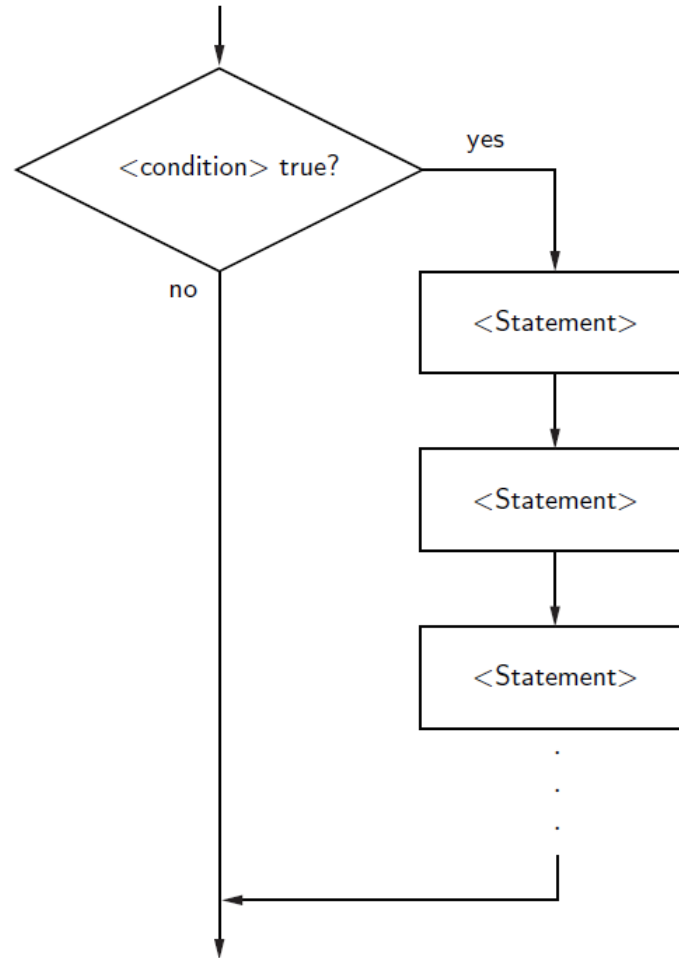 <condition> true?
yes
no
<Statement>
<Statement>
<Statement>
.
.
.